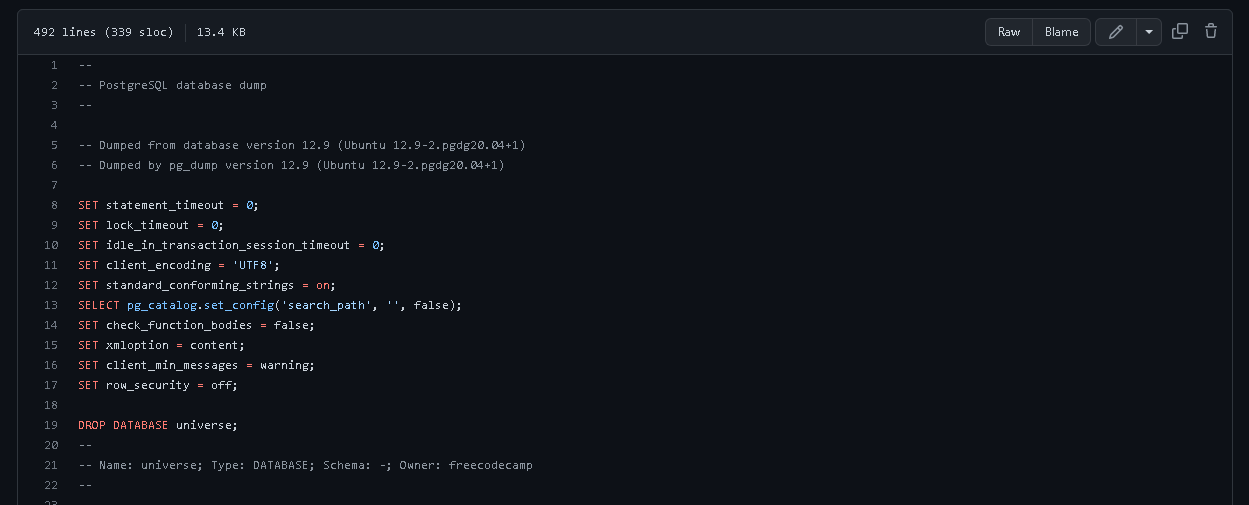 492 lines (339 sloc) 13.4 KB Raw Blame
1 --
2 -- PostgreSQL database dump
3 --
4
5 -- Dumped from database version 12.9 (Ubuntu 12.9-2.pgdg20.04+1)
6 -- Dumped by pg_dump version 12.9 (Ubuntu 12.9-2.pgdg20.04+1)
7
8 SET statement_timeout = 0;
9 SET lock_timeout = 0;
10 SET idle_in_transaction_session_timeout = 0;
11 SET client_encoding = 'UTF8';
12 SET standard_conforming_strings = on;
13 SELECT pg_catalog.set_config('search_path', '', false);
14 SET check_function_bodies = false;
15 SET xmloption = content;
16 SET client_min_messages = warning;
17 SET row_security = off;
18
19 DROP DATABASE universe;
20 --
21 -- Name: universe; Type: DATABASE; Schema: -; Owner: freecodecamp
22 --
23